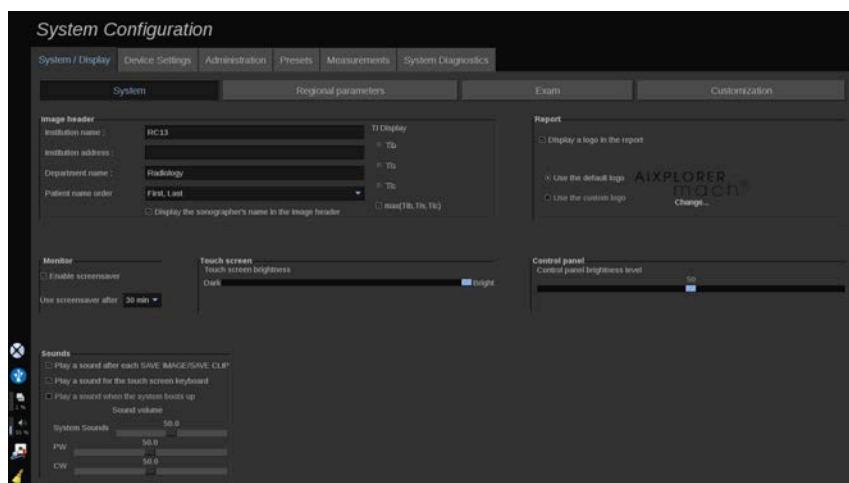 System Configuration
System / Display Device Settings Administration Presets Measurements System Diagnostics
System Regional parameters Exam Customization
Image header
Institution name : RC13
Institution address :
Department name : Radiology
Patient name order First, Last
Display the sonographer's name in the image header
TI Display
TIb
TIs
TIc
max(TIb, TIs, TIc)
Report
Display a logo in the report
Use the default logo
AIXPLORER
mach
Use the custom logo Change...
Monitor
Enable screensaver
Use screensaver after 30 min
Touch screen
Touch screen brightness
Dark Bright
Control panel
Control panel brightness level
50
Sounds
Play a sound after each SAVE IMAGE/SAVE CLIP
Play a sound for the touch screen keyboard
Play a sound when the system boots up
Sound volume
System Sounds 50.0
PW 50.0
CW 50.0